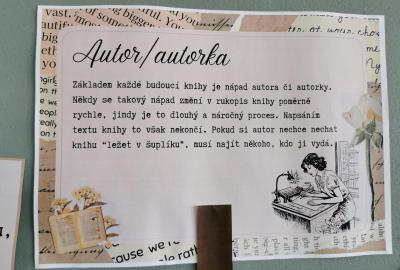 Autor/autorka
Základem každé budoucí knihy je nápad autora či autorky.
Někdy se takový nápad změní v rukopis knihy poměrně
rychle, jindy je to dlouhý a náročný proces. Napsáním
textu knihy to však nekončí. Pokud si autor nechce nechat
knihu “ležet v šuplíku”, musí najít někoho, kdo ji vydá.